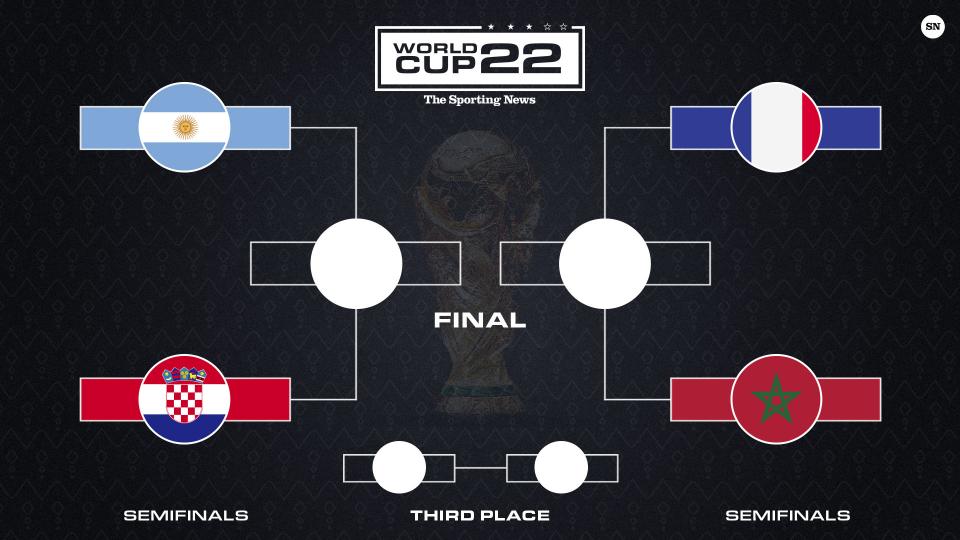 SN
WORLD
CUP 22
The Sporting News
FINAL
SEMIFINALS
THIRD PLACE
SEMIFINALS